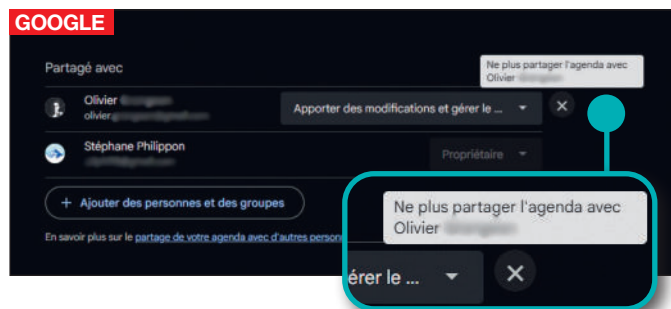 GOOGLE
Partagé avec
Ne plus partager l'agenda avec
Olivier
Olivier
olivier
Apporter des modifications et gérer le ...
Stéphane Philippon
Propriétaire
+ Ajouter des personnes et des groupes
En savoir plus sur le partage de votre agenda avec d'autres person
Ne plus partager l'agenda avec
Olivier
érer le ...